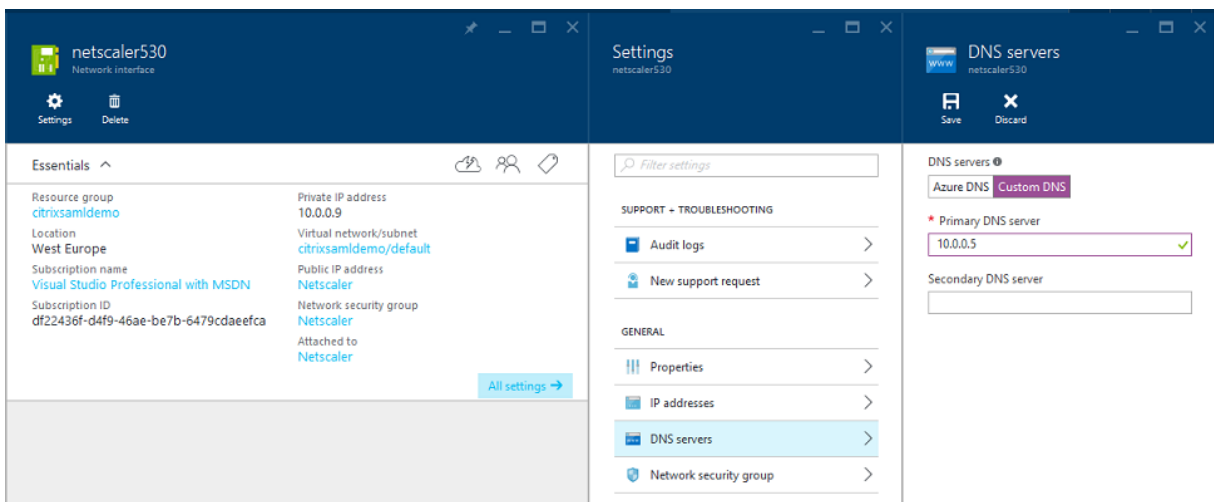 netscaler530
Network interface
Settings
Delete
Essentials
Resource group
citrixsamldemo
Location
West Europe
Subscription name
Visual Studio Professional with MSDN
Subscription ID
df22436f-d4f9-46ae-be7b-6479cdaeefca
Private IP address
10.0.0.9
Virtual network/subnet
citrixsamldemo/default
Public IP address
Netscaler
Network security group
Netscaler
Attached to
Netscaler
All settings
Settings
netscaler530
Filter settings
SUPPORT + TROUBLESHOOTING
Audit logs
New support request
GENERAL
Properties
IP addresses
DNS servers
Network security group
WWW
DNS servers
netscaler530
Save
Discard
DNS servers
Azure DNS
Custom DNS
* Primary DNS server
10.0.0.5
Secondary DNS server